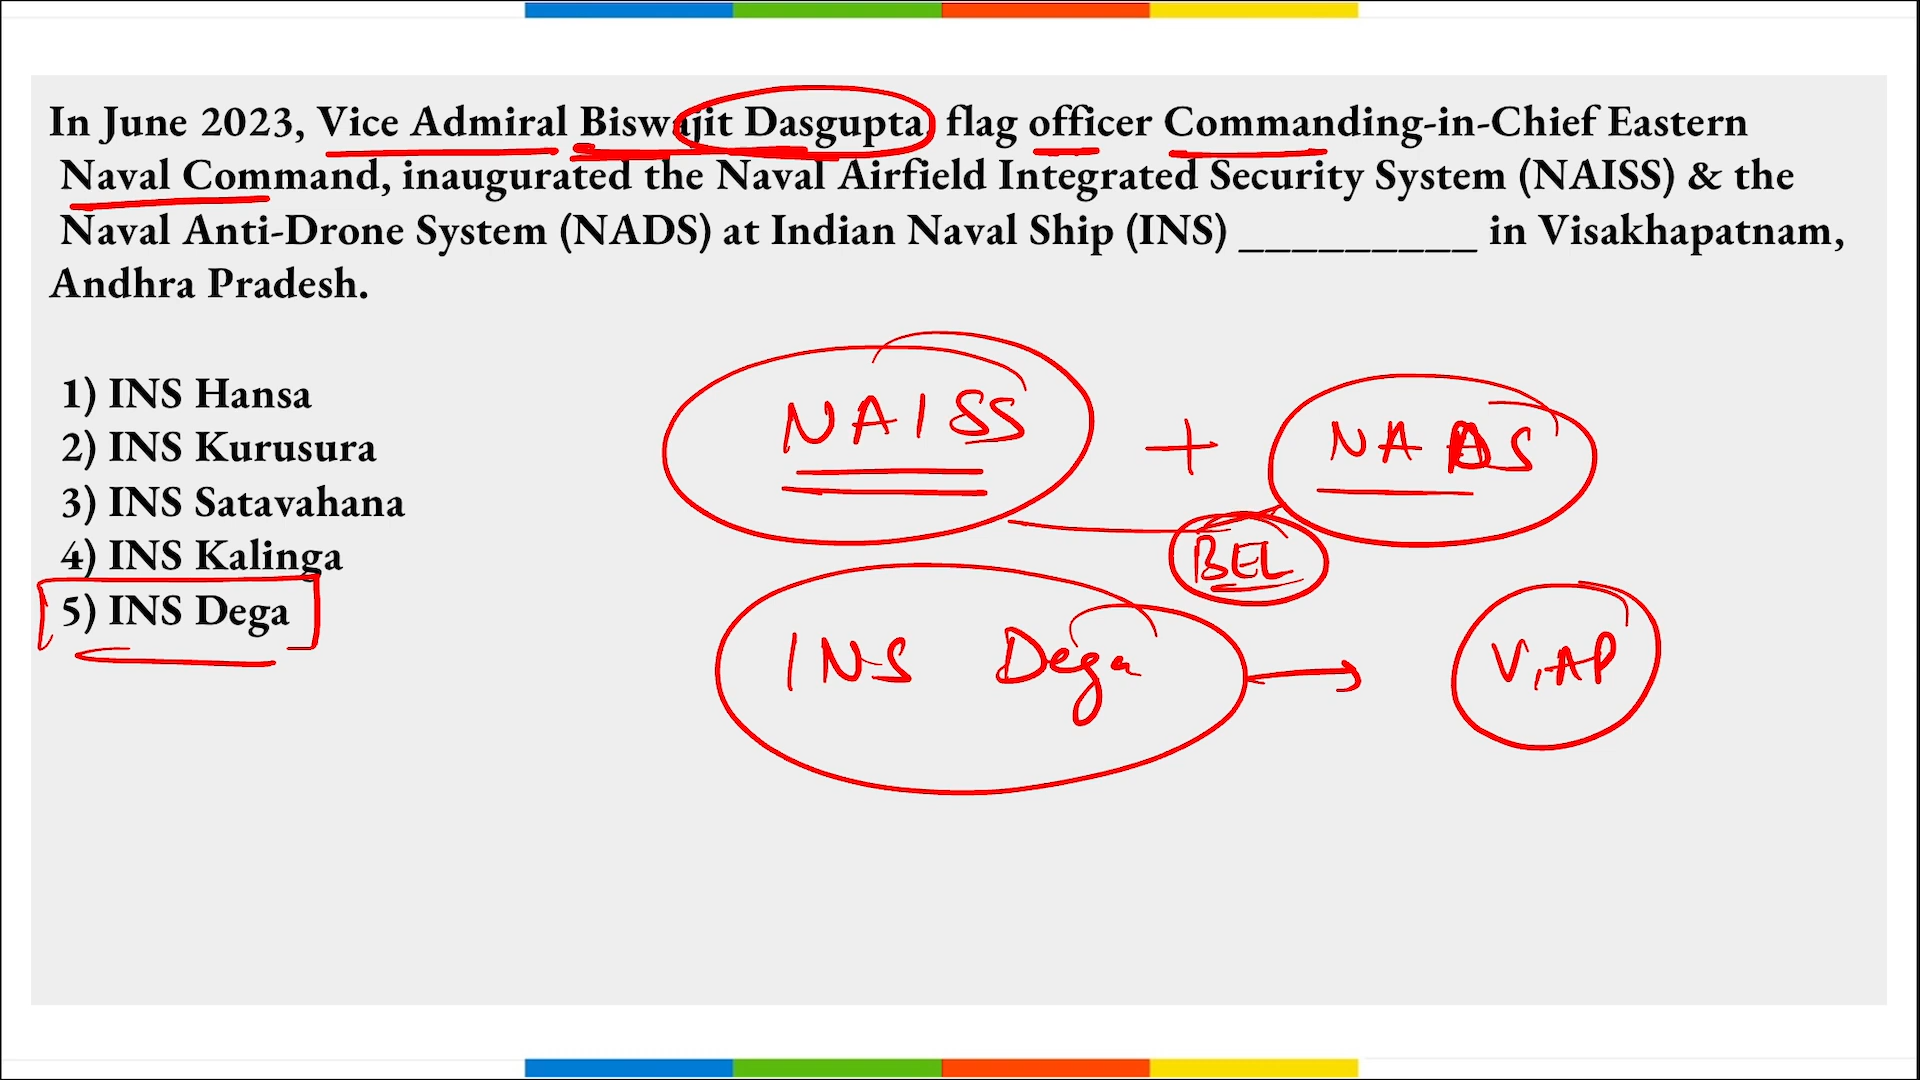 In June 2023, Vice Admiral Biswajit Dasgupta, flag officer Commanding-in-Chief Eastern
Naval Command, inaugurated the Naval Airfield Integrated Security System (NAISS) & the
Naval Anti-Drone System (NADS) at Indian Naval Ship (INS) _________ in Visakhapatnam,
Andhra Pradesh.
1) INS Hansa
2) INS Kurusura
3) INS Satavahana
4) INS Kalinga
5) INS Dega
NAISS + NADS
BEL
INS Dega → V, AP